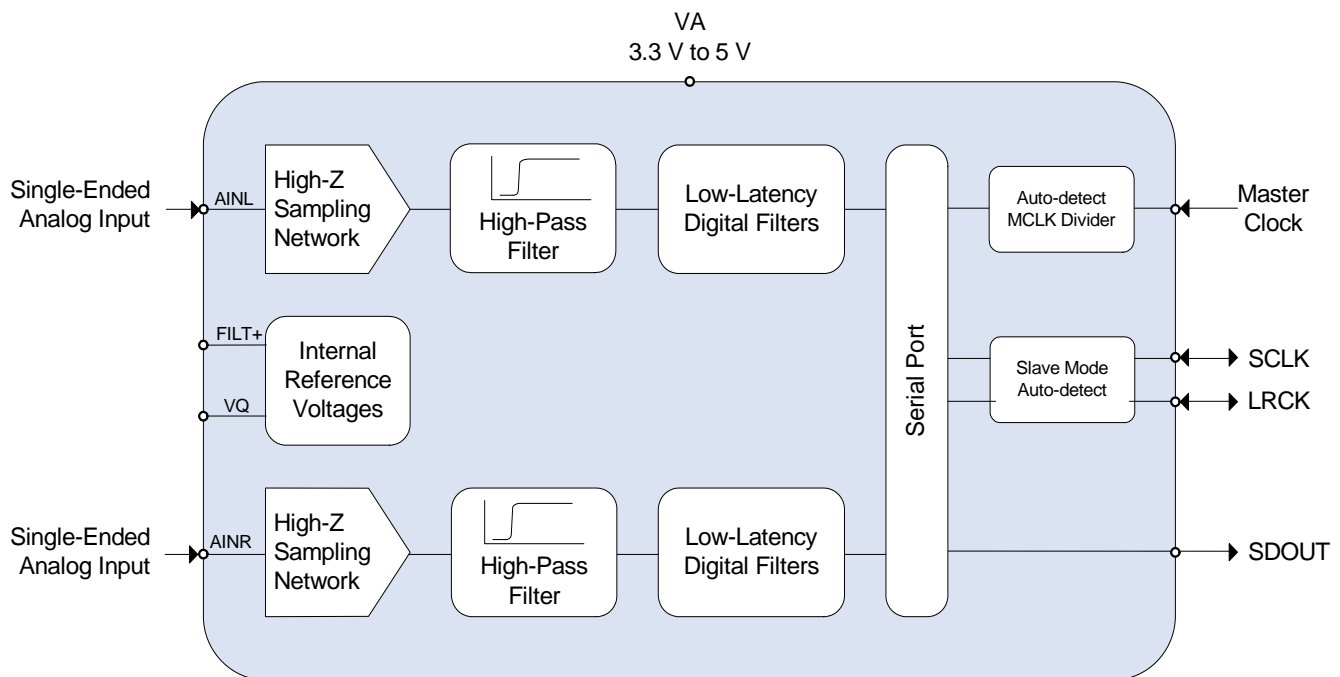 VA
3.3 V to 5 V
Single-Ended
Analog Input
AINL
High-Z
Sampling
Network
High-Pass
Filter
Low-Latency
Digital Filters
Serial Port
Auto-detect
MCLK Divider
Master
Clock
FILT+
VQ
Internal
Reference
Voltages
Slave Mode
Auto-detect
SCLK
LRCK
Single-Ended
Analog Input
AINR
High-Z
Sampling
Network
High-Pass
Filter
Low-Latency
Digital Filters
SDOUT